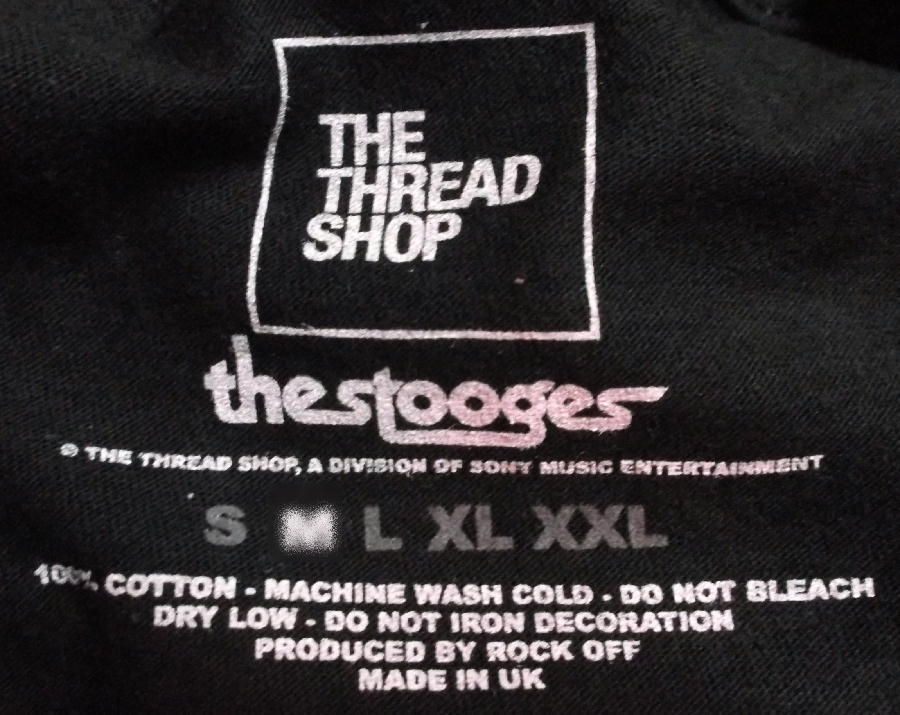 THE
THREAD
SHOP
thestooges
© THE THREAD SHOP, A DIVISION OF SONY MUSIC ENTERTAINMENT
S M L XL XXL
100% COTTON - MACHINE WASH COLD - DO NOT BLEACH
DRY LOW - DO NOT IRON DECORATION
PRODUCED BY ROCK OFF
MADE IN UK